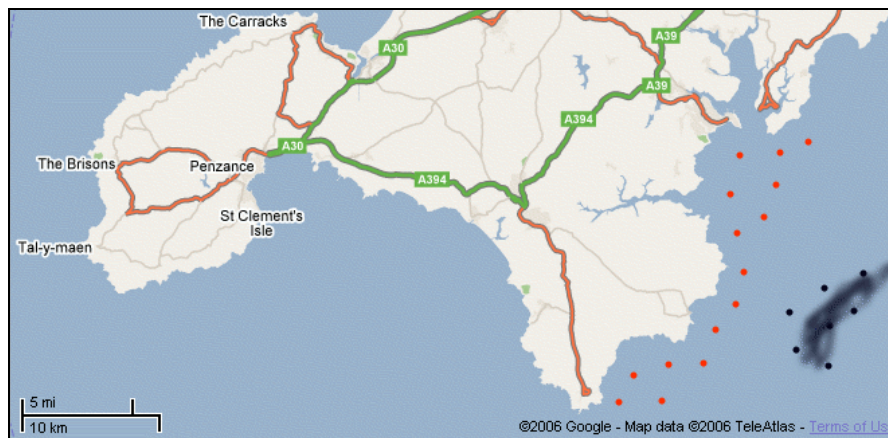 The Carracks
A30
A39
A39
A394
A30
The Brisons
Penzance
A394
St Clement's
Isle
Tal-y-maen
5 mi
10 km
©2006 Google - Map data ©2006 TeleAtlas - Terms of Us